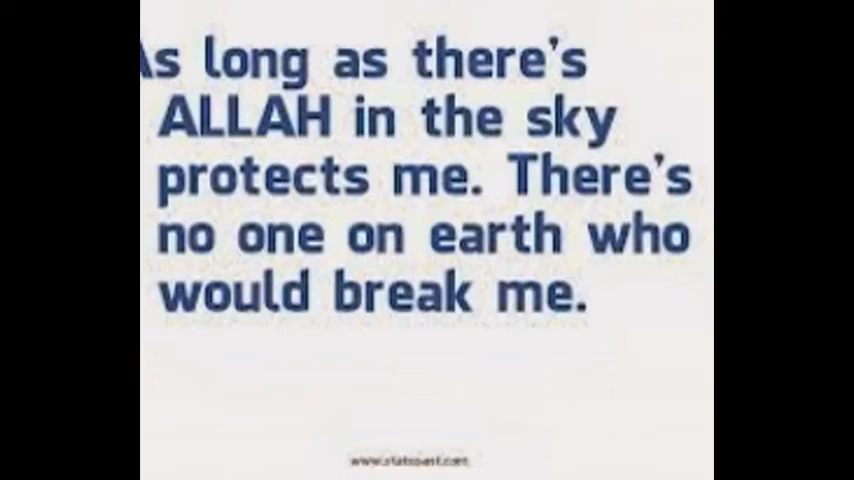 As long as there's
ALLAH in the sky
protects me. There's
no one on earth who
would break me.